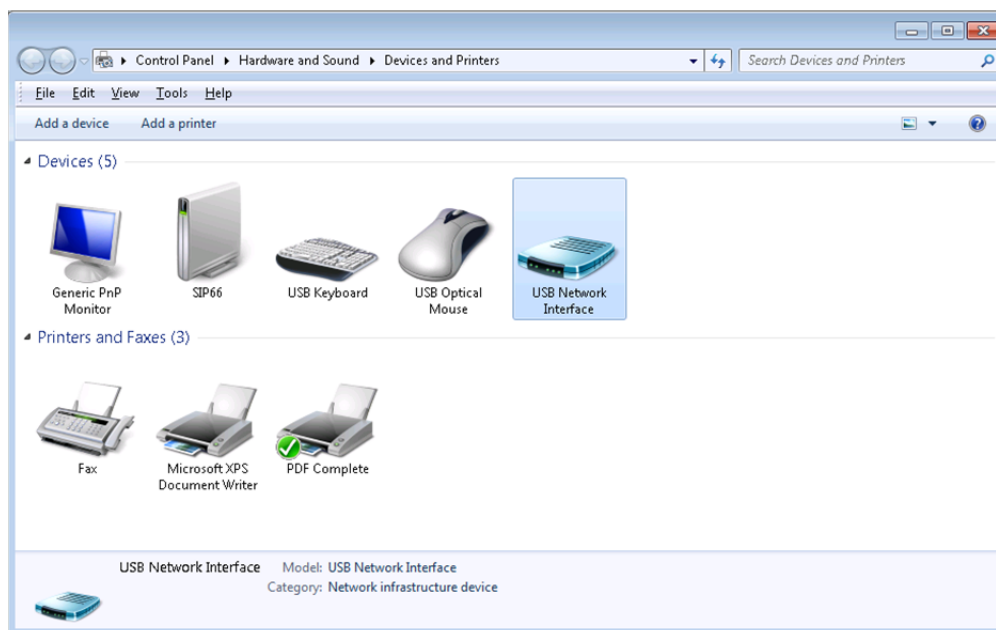 Control Panel Hardware and Sound Devices and Printers
Search Devices and Printers
File Edit View Tools Help
Add a device Add a printer
Devices (5)
Generic PnP
Monitor
SIP66
USB Keyboard
USB Optical
Mouse
USB Network
Interface
Printers and Faxes (3)
Fax
Microsoft XPS
Document Writer
PDF Complete
USB Network Interface Model: USB Network Interface
Category: Network infrastructure device